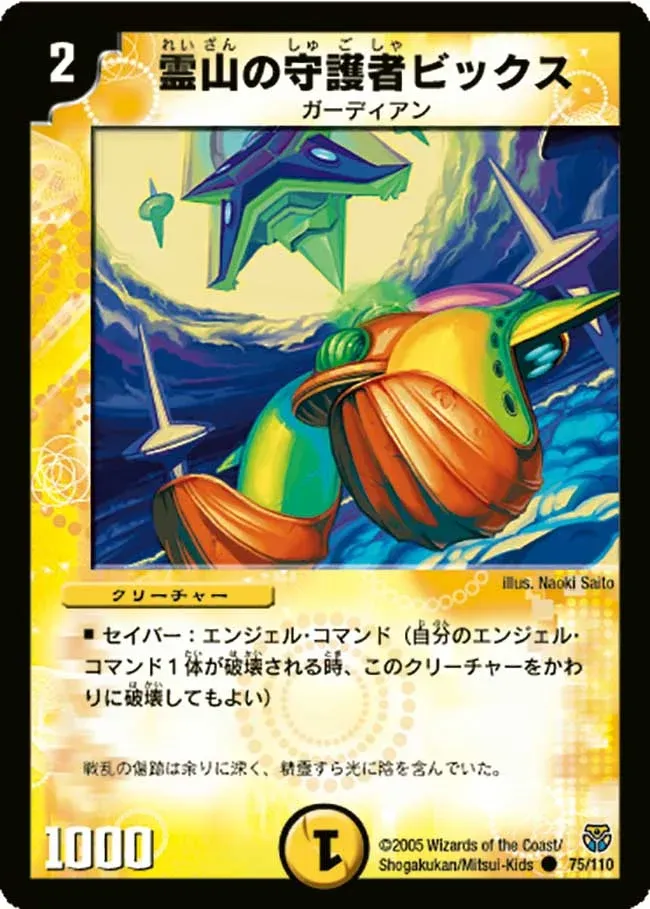 2
れいざん しゅごしゃ
霊山の守護者ビックス
ガーディアン
illus. Naoki Saito
クリーチャー
■ セイバー：エンジェル・コマンド（自分のエンジェル・
コマンド１体が破壊される時、このクリーチャーをかわ
りに破壊してもよい）
戦乱の傷跡は余りに深く、精霊すら光に陰を含んでいた。
1000
1
©2005 Wizards of the Coast/
Shogakukan/Mitsui-Kids ● 75/110